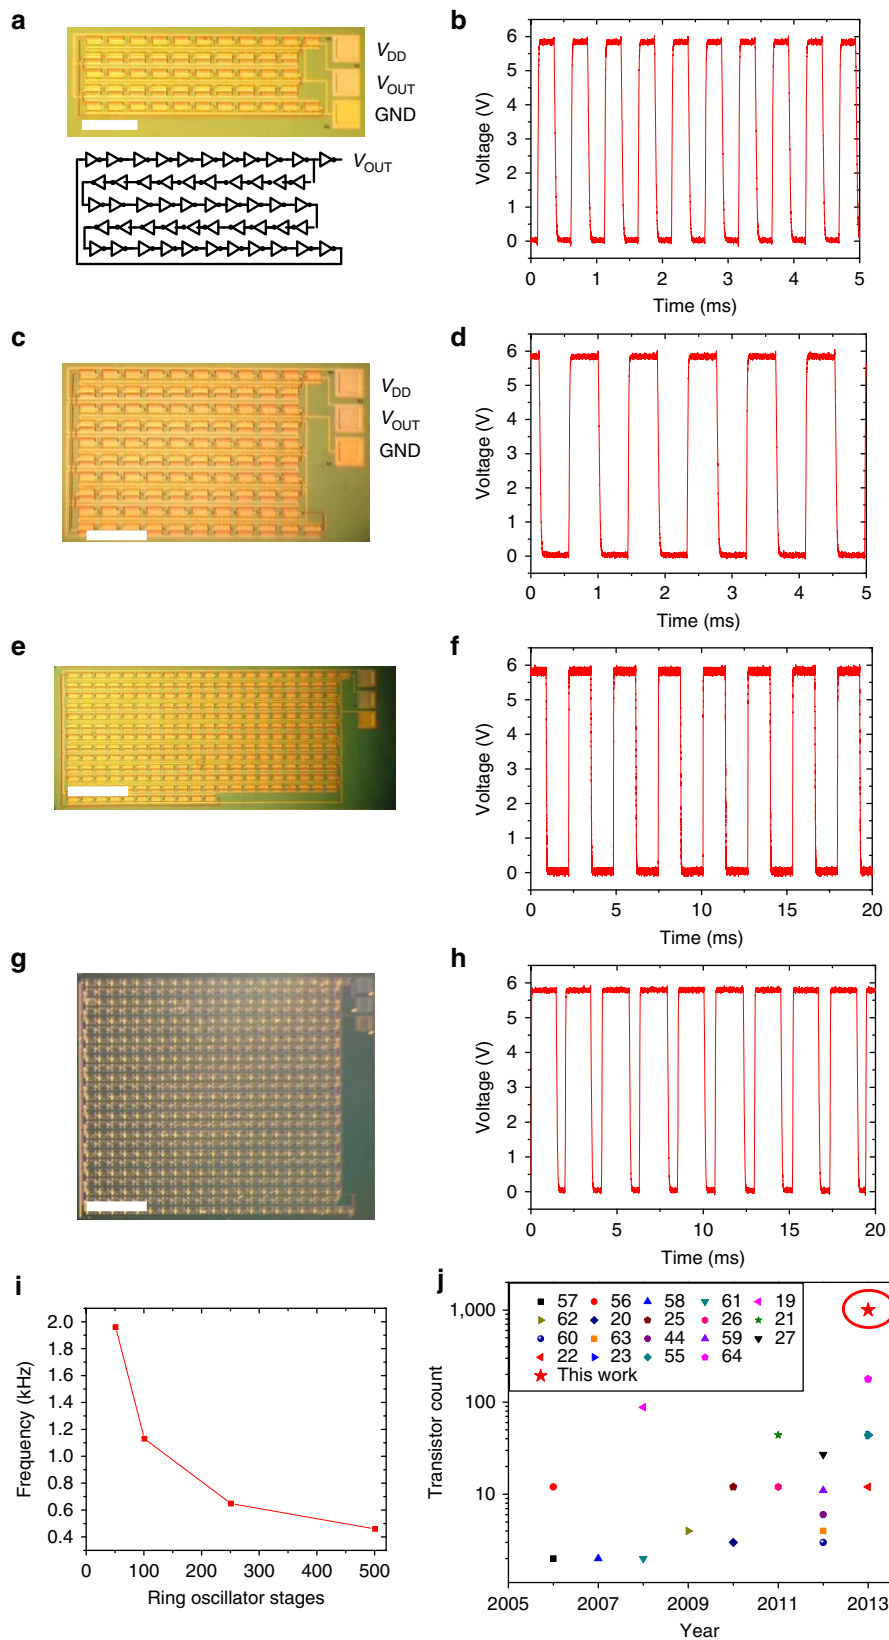 a
V_DD
V_OUT
GND
V_OUT
b
Voltage (V)
6
5
4
3
2
1
0
0 1 2 3 4 5
Time (ms)
c
V_DD
V_OUT
GND
d
Voltage (V)
6
5
4
3
2
1
0
0 1 2 3 4 5
Time (ms)
e
f
Voltage (V)
6
5
4
3
2
1
0
0 5 10 15 20
Time (ms)
g
h
Voltage (V)
6
5
4
3
2
1
0
0 5 10 15 20
Time (ms)
i
Frequency (kHz)
2.0
1.8
1.6
1.4
1.2
1.0
0.8
0.6
0.4
0 100 200 300 400 500
Ring oscillator stages
j
Transistor count
1,000
100
10
57 56 58 61 19
62 20 25 26 21
60 63 44 59 27
22 23 55 64
This work
2005 2007 2009 2011 2013
Year